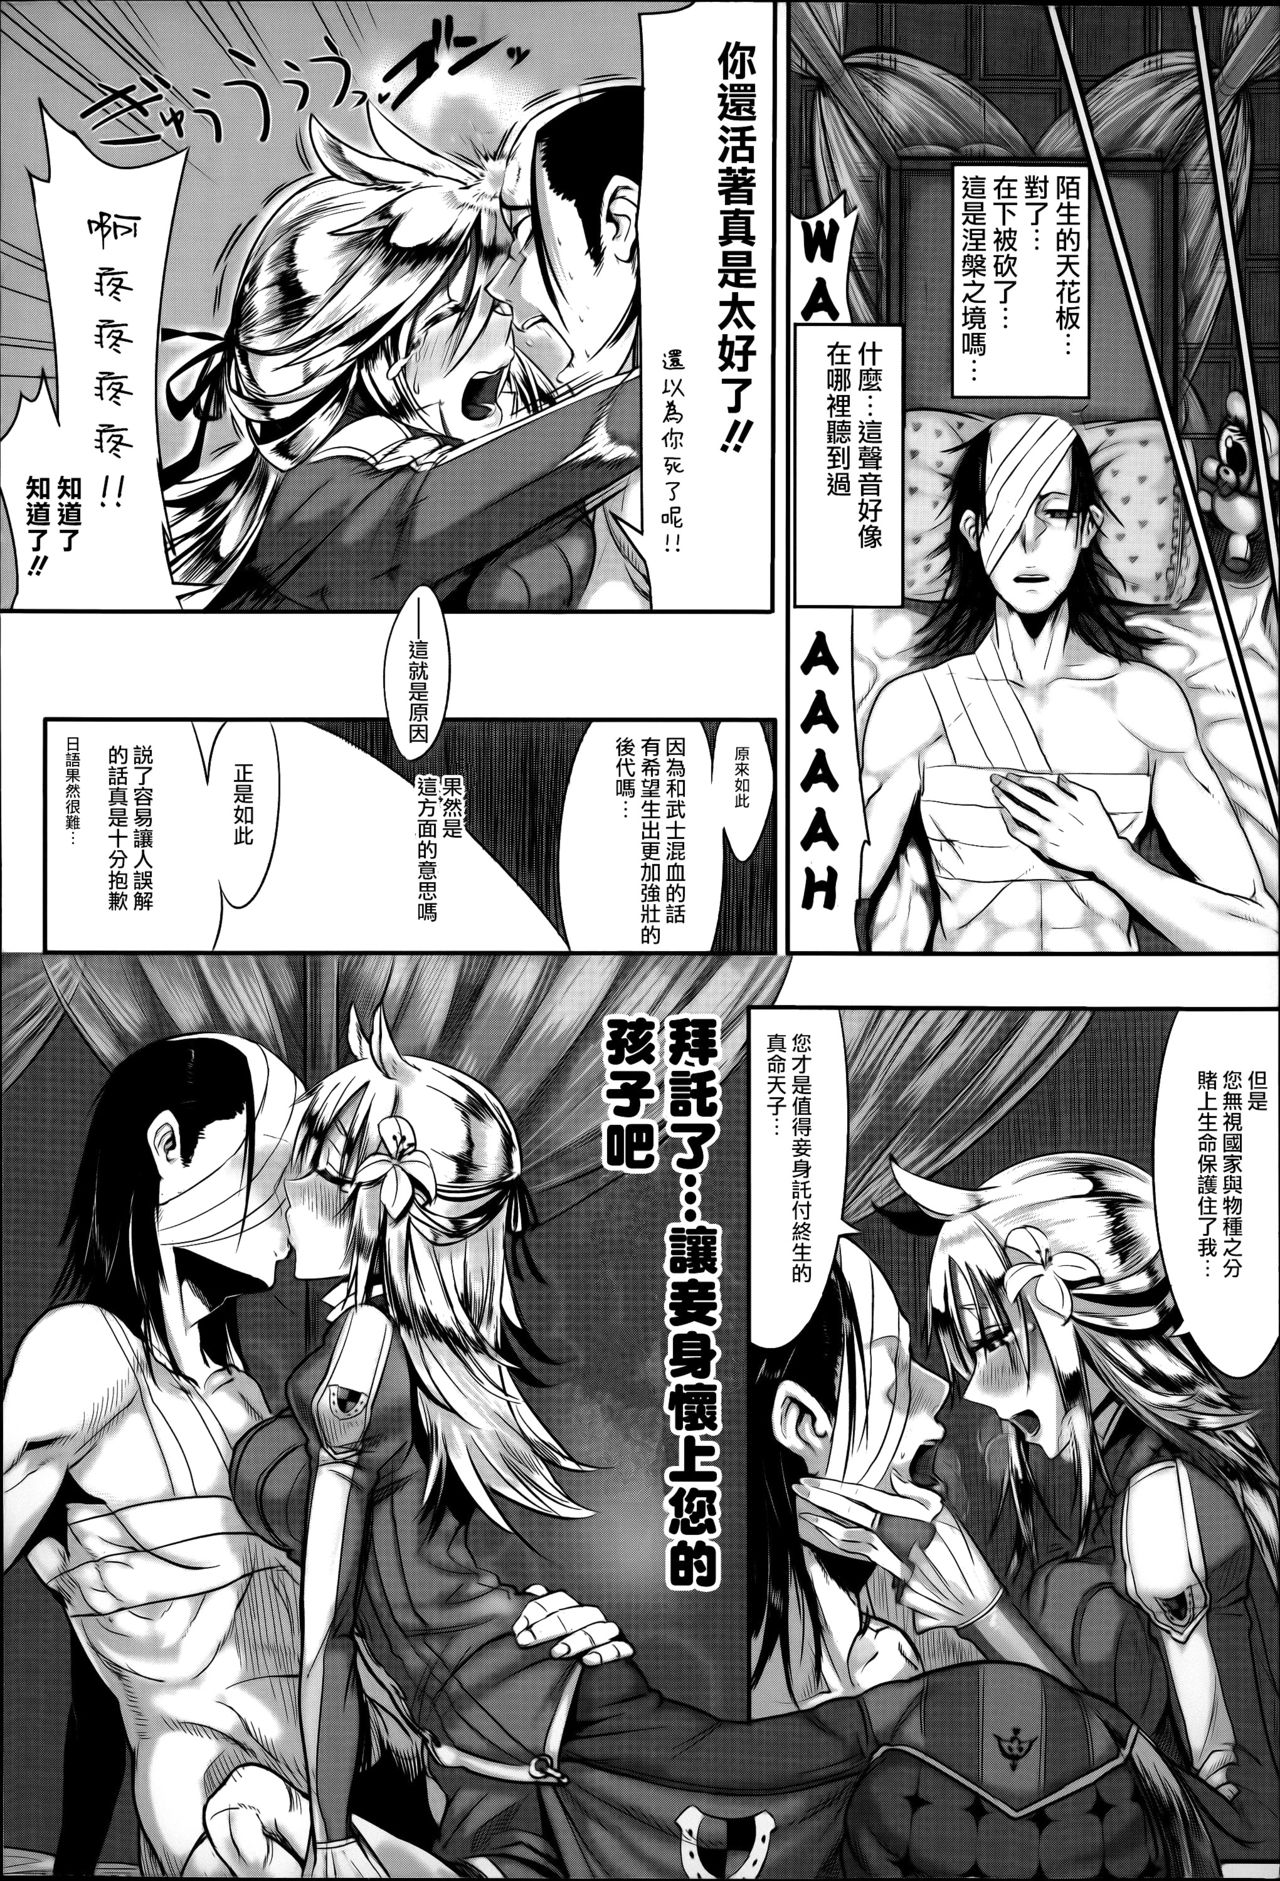 陌生的天花板…
對了…
在下被砍了…
這是涅槃之境嗎…
WA
AAAAAH
什麼…這聲音好像
在哪裡聽到過
你還活著真是太好了!!
還以為你死了呢!!
ゴーン
ぎゅううぅぅ
啊疼疼疼疼!!
知道了
知道了!!
──這就是原因
原來如此
因為和武士混血的話
有希望生出更加強壯的
後代嗎…
果然是
這方面的意思嗎
正是如此
說了容易讓人誤解
的話真是十分抱歉
日語果然很難…
但是
您無視國家與物種之分
賭上生命保護住了我…
您才是值得妾身託付終生的
真命天子…
拜託了…讓妾身懷上您的
孩子吧